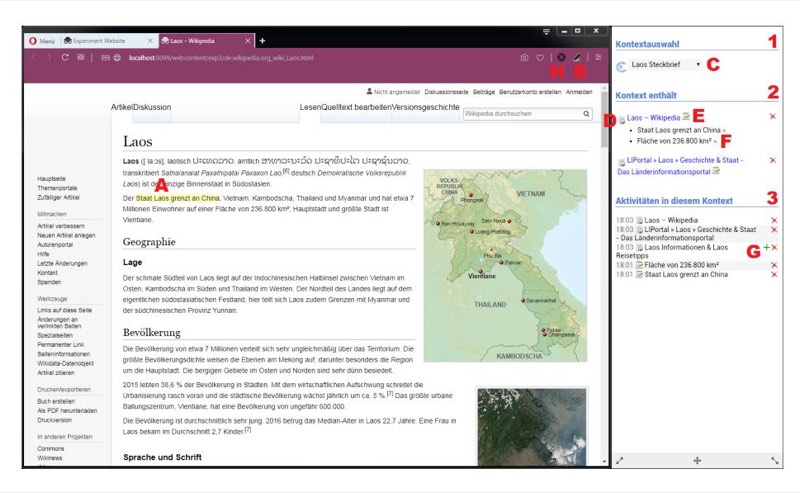 Menü
Experiment Website
Laos – Wikipedia
localhost:8099/webcontent/exp3/de.wikipedia.org_wiki_Laos.html
H
B
Nicht angemeldet Diskussionsseite Beiträge Benutzerkonto erstellen Anmelden
Artikel Diskussion Lesen Quelltext bearbeiten Versionsgeschichte
Wikipedia durchsuchen
Laos
Laos ([ˈlaːɔs], laotisch ປະເທດລາວ, amtlich ສາທາລະນະລັດ ປະຊາທິປະໄຕ ປະຊາຊົນລາວ,
transkribiert Sathalanalat Paxathipatai Paxaxon Lao,[6] deutsch Demokratische Volksrepublik
Laos) ist der einzige Binnenstaat in Südostasien.
A
Der Staat Laos grenzt an China, Vietnam, Kambodscha, Thailand und Myanmar und hat etwa 7
Millionen Einwohner auf einer Fläche von 236.800 km²; Hauptstadt und größte Stadt ist
Vientiane.
Geographie
Lage
Der schmale Südteil von Laos liegt auf der Indochinesischen Halbinsel zwischen Vietnam im
Osten, Kambodscha im Süden und Thailand im Westen. Der Nordteil des Landes liegt auf dem
eigentlichen südostasiatischen Festland, hier teilt sich Laos zudem Grenzen mit Myanmar und
der südchinesischen Provinz Yunnan.
Bevölkerung
Die Bevölkerung von etwa 7 Millionen verteilt sich sehr ungleichmäßig über das Territorium. Die
größte Bevölkerungsdichte weisen die Ebenen am Mekong auf, darunter besonders die Region
um die Hauptstadt. Die bergigen Gebiete im Osten und Norden sind sehr dünn besiedelt.
2015 lebten 38,6 % der Bevölkerung in Städten. Mit dem wirtschaftlichen Aufschwung schreitet die
Urbanisierung rasch voran und die städtische Bevölkerung wächst jährlich um ca. 5 %.[7] Das größte urbane
Ballungszentrum, Vientiane, hat eine Bevölkerung von ungefähr 600.000.
Die Bevölkerung ist durchschnittlich sehr jung. 2016 betrug das Median-Alter in Laos 22,7 Jahre. Eine Frau in
Laos bekam im Durchschnitt 2,7 Kinder.[7]
Sprache und Schrift
Hauptseite
Themenportale
Zufälliger Artikel
Mitmachen
Artikel verbessern
Neuen Artikel anlegen
Autorenportal
Hilfe
Letzte Änderungen
Kontakt
Spenden
Werkzeuge
Links auf diese Seite
Änderungen an
verlinkten Seiten
Spezialseiten
Permanenter Link
Seiteninformationen
Wikidata-Datenobjekt
Artikel zitieren
Drucken/exportieren
Buch erstellen
Als PDF herunterladen
Druckversion
In anderen Projekten
Commons
Wikinews
VOLKS-
REPUBLIK
CHINA
VIETNAM
Phongsali
Ban Houayxay
Sam Neua
Luang Prabang
Phu Bia
Pakxan
Vientiane
THAILAND
Savannakhet
Pakse
Champasak
KAMBODSCHA
Kontextauswahl 1
Laos Steckbrief C
Kontext enthält 2
D Laos – Wikipedia E
Staat Laos grenzt an China
Fläche von 236.800 km² F
LIPortal » Laos » Geschichte & Staat -
Das Länderinformationsportal
Aktivitäten in diesem Kontext 3
18:03 Laos – Wikipedia
18:03 LIPortal » Laos » Geschichte & Staat
- Das Länderinformationsportal
18:03 Laos Informationen & Laos
Reisetipps G
18:01 Fläche von 236.800 km²
18:01 Staat Laos grenzt an China